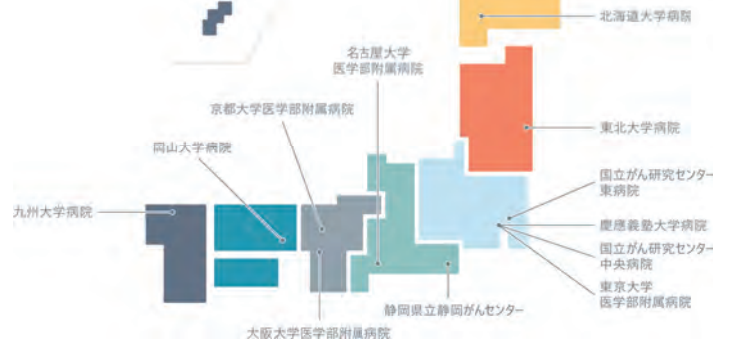 北海道大学病院
名古屋大学
医学部附属病院
京都大学医学部附属病院
東北大学病院
岡山大学病院
国立がん研究センター
東病院
九州大学病院
慶應義塾大学病院
国立がん研究センター
中央病院
東京大学
医学部附属病院
静岡県立静岡がんセンター
大阪大学医学部附属病院